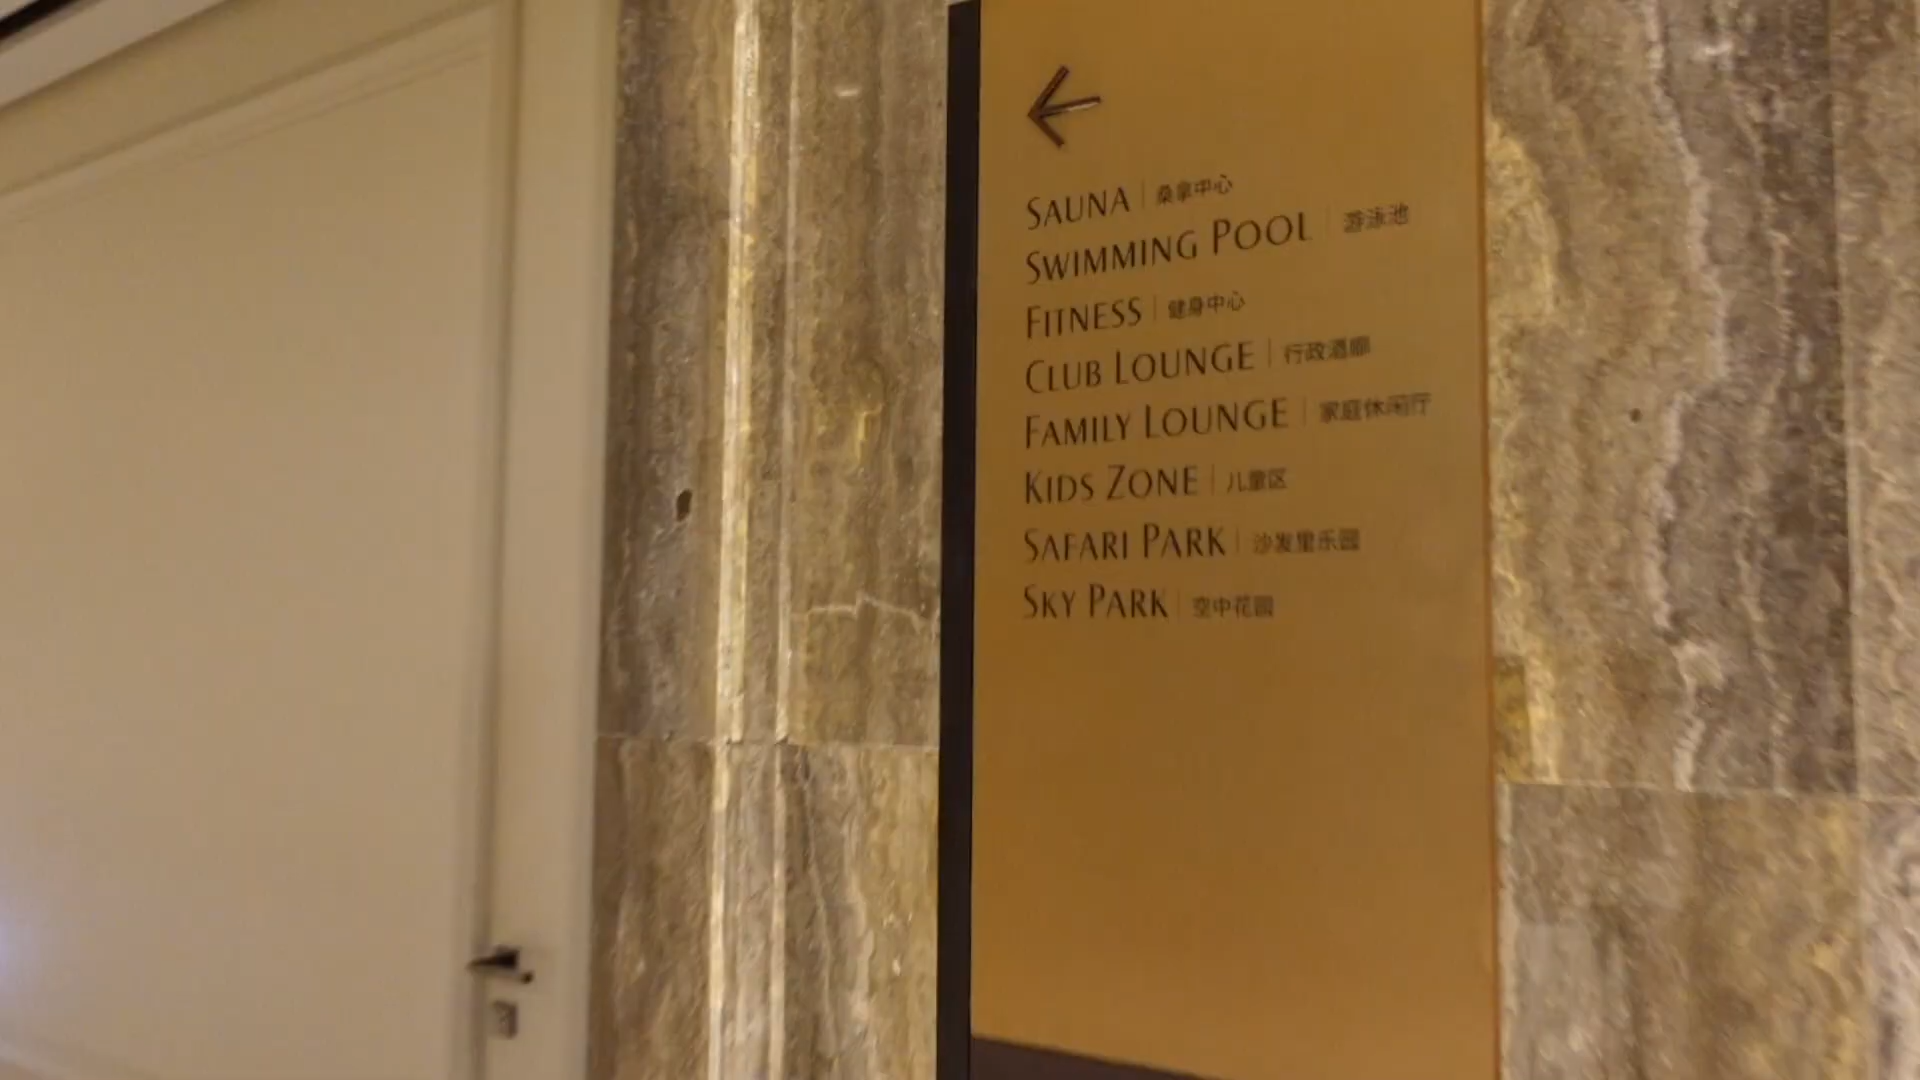 SAUNA | 桑拿中心
SWIMMING POOL | 游泳池
FITNESS | 健身中心
CLUB LOUNGE | 行政酒廊
FAMILY LOUNGE | 家庭休闲厅
KIDS ZONE | 儿童区
SAFARI PARK | 沙发里乐园
SKY PARK | 空中花园